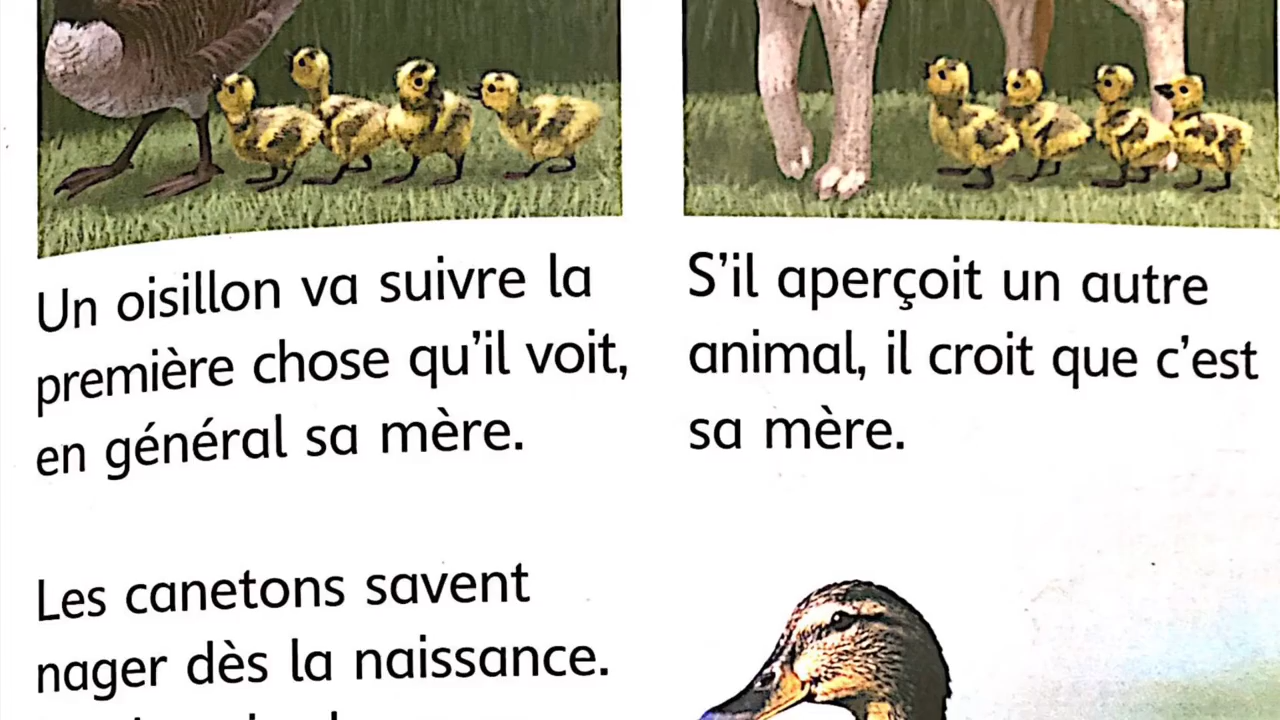 Un oisillon va suivre la
première chose qu'il voit,
en général sa mère.
S'il aperçoit un autre
animal, il croit que c'est
sa mère.
Les canetons savent
nager dès la naissance.